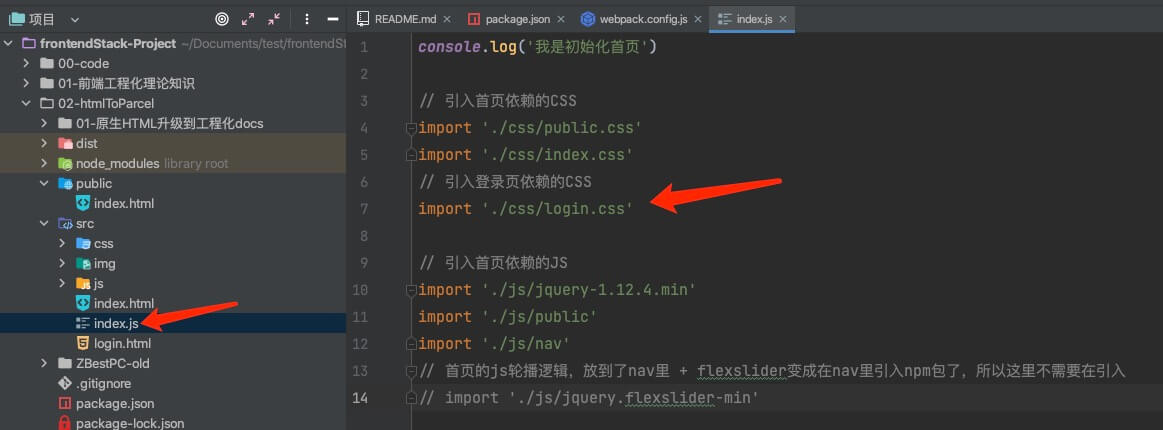 项目
README.md
package.json
webpack.config.js
index.js
frontendStack-Project ~/Documents/test/frontendSt
00-code
01-前端工程化理论知识
02-htmlToParcel
01-原生HTML升级到工程化docs
dist
node_modules library root
public
index.html
src
css
img
js
index.html
index.js
login.html
ZBestPC-old
.gitignore
package.json
package-lock.json
1 console.log('我是初始化首页')
2
3 // 引入首页依赖的CSS
4 import './css/public.css'
5 import './css/index.css'
6 // 引入登录页依赖的CSS
7 import './css/login.css'
8
9 // 引入首页依赖的JS
10 import './js/jquery-1.12.4.min'
11 import './js/public'
12 import './js/nav'
13 // 首页的js轮播逻辑，放到了nav里 + flexslider变成在nav里引入npm包了，所以这里不需要在引入
14 // import './js/jquery.flexslider-min'